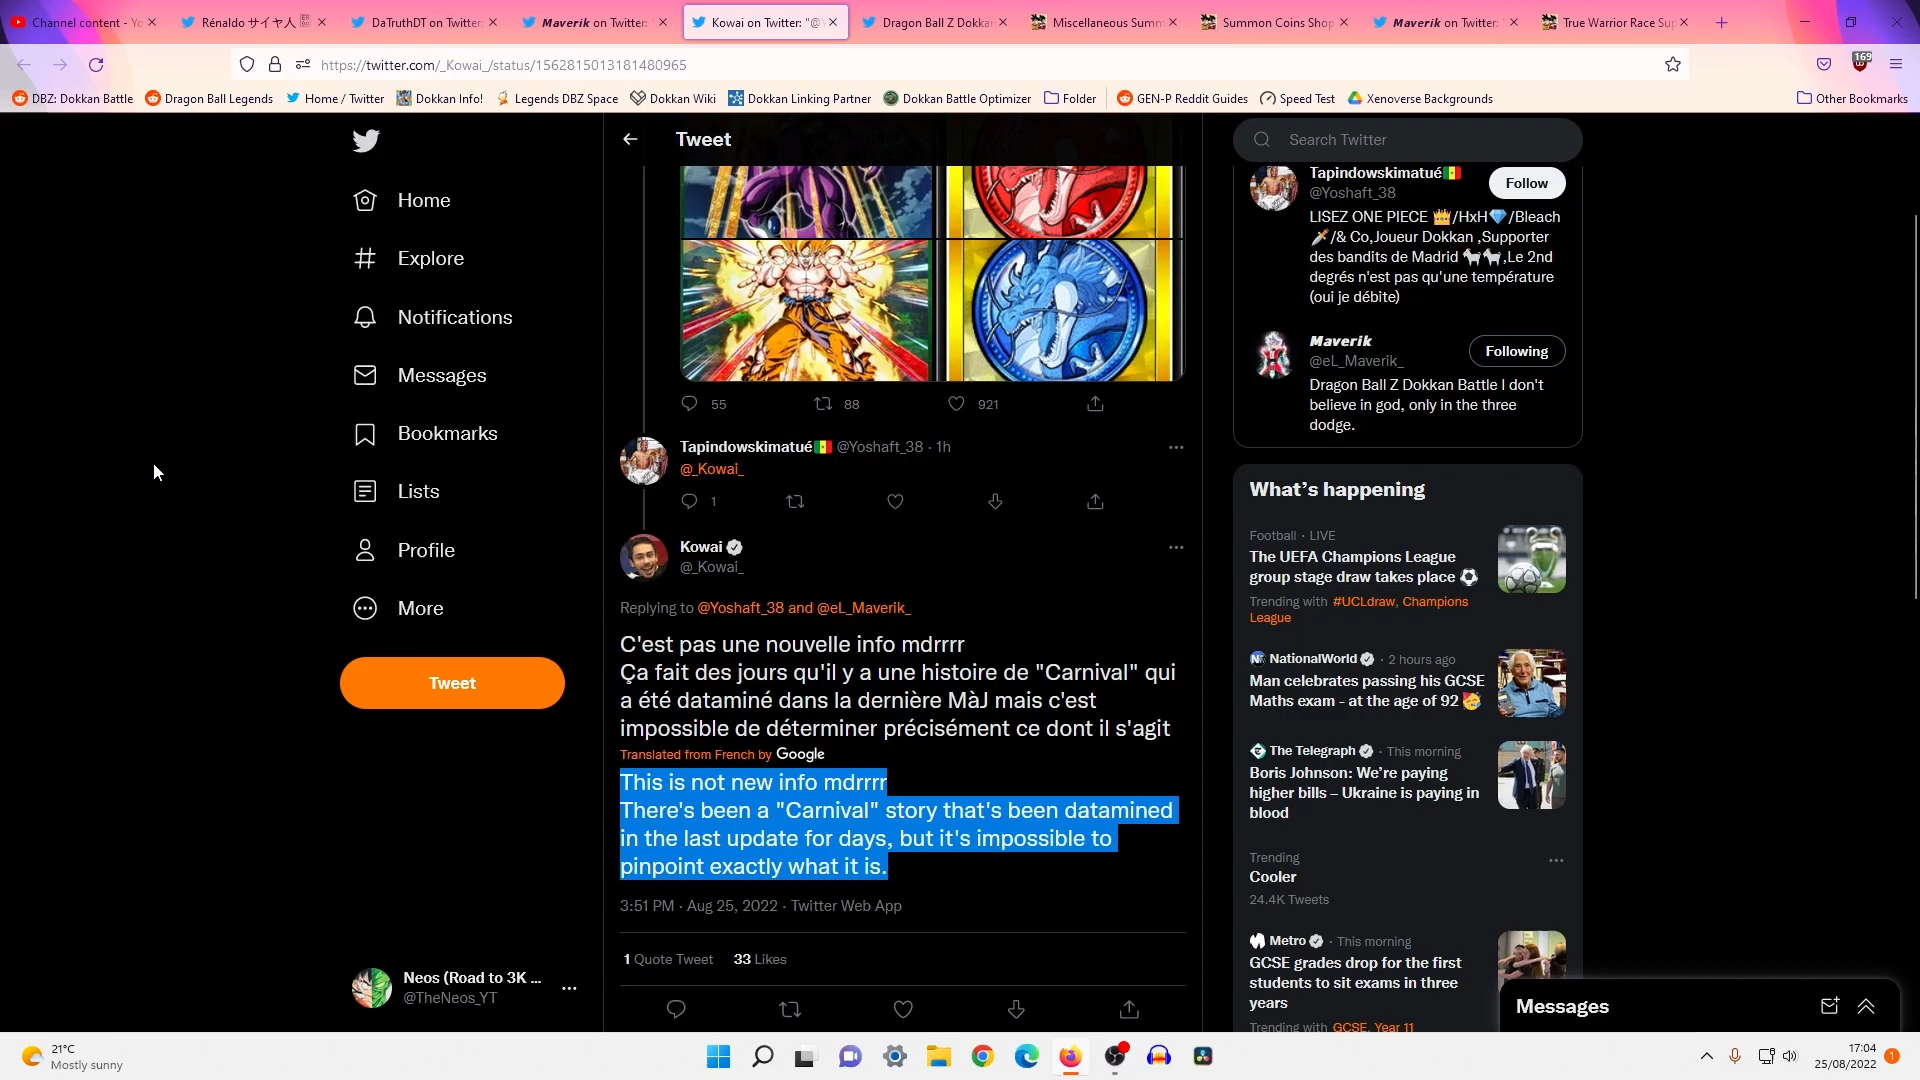 Channel content - Yo
Rénaldo サイヤ人
DaTruthDT on Twitter:
Maverik on Twitter: "
Kowai on Twitter: "@Y
Dragon Ball Z Dokkan
Miscellaneous Summ
Summon Coins Shop
Maverik on Twitter: "
True Warrior Race Sup
https://twitter.com/_Kowai_/status/1562815013181480965
169
DBZ: Dokkan Battle
Dragon Ball Legends
Home / Twitter
Dokkan Info!
Legends DBZ Space
Dokkan Wiki
Dokkan Linking Partner
Dokkan Battle Optimizer
Folder
GEN-P Reddit Guides
Speed Test
Xenoverse Backgrounds
Other Bookmarks
Home
Explore
Notifications
Messages
Bookmarks
Lists
Profile
More
Tweet
Neos (Road to 3K ...
@TheNeos_YT
Tweet
55
88
921
Tapindowskimatué🇸🇳 @Yoshaft_38 · 1h
@_Kowai_
1
Kowai
@_Kowai_
Replying to @Yoshaft_38 and @eL_Maverik_
C'est pas une nouvelle info mdrrrr
Ça fait des jours qu'il y a une histoire de "Carnival" qui
a été dataminé dans la dernière MàJ mais c'est
impossible de déterminer précisément ce dont il s'agit
Translated from French by Google
This is not new info mdrrrr
There's been a "Carnival" story that's been datamined
in the last update for days, but it's impossible to
pinpoint exactly what it is.
3:51 PM · Aug 25, 2022 · Twitter Web App
1 Quote Tweet 33 Likes
Search Twitter
Tapindowskimatué🇸🇳
@Yoshaft_38
Follow
LISEZ ONE PIECE 👑/HxH💎/Bleach
🗡/& Co,Joueur Dokkan ,Supporter
des bandits de Madrid 🐐🐐,Le 2nd
degrés n'est pas qu'une température
(oui je débite)
Maverik
@eL_Maverik_
Following
Dragon Ball Z Dokkan Battle I don't
believe in god, only in the three
dodge.
What's happening
Football · LIVE
The UEFA Champions League
group stage draw takes place ⚽
Trending with #UCLdraw, Champions
League
NationalWorld · 2 hours ago
Man celebrates passing his GCSE
Maths exam - at the age of 92 🥳
The Telegraph · This morning
Boris Johnson: We're paying
higher bills – Ukraine is paying in
blood
Trending
Cooler
24.4K Tweets
Metro · This morning
GCSE grades drop for the first
students to sit exams in three
years
Trending with GCSE, Year 11
Messages
21°C
Mostly sunny
17:04
25/08/2022
1